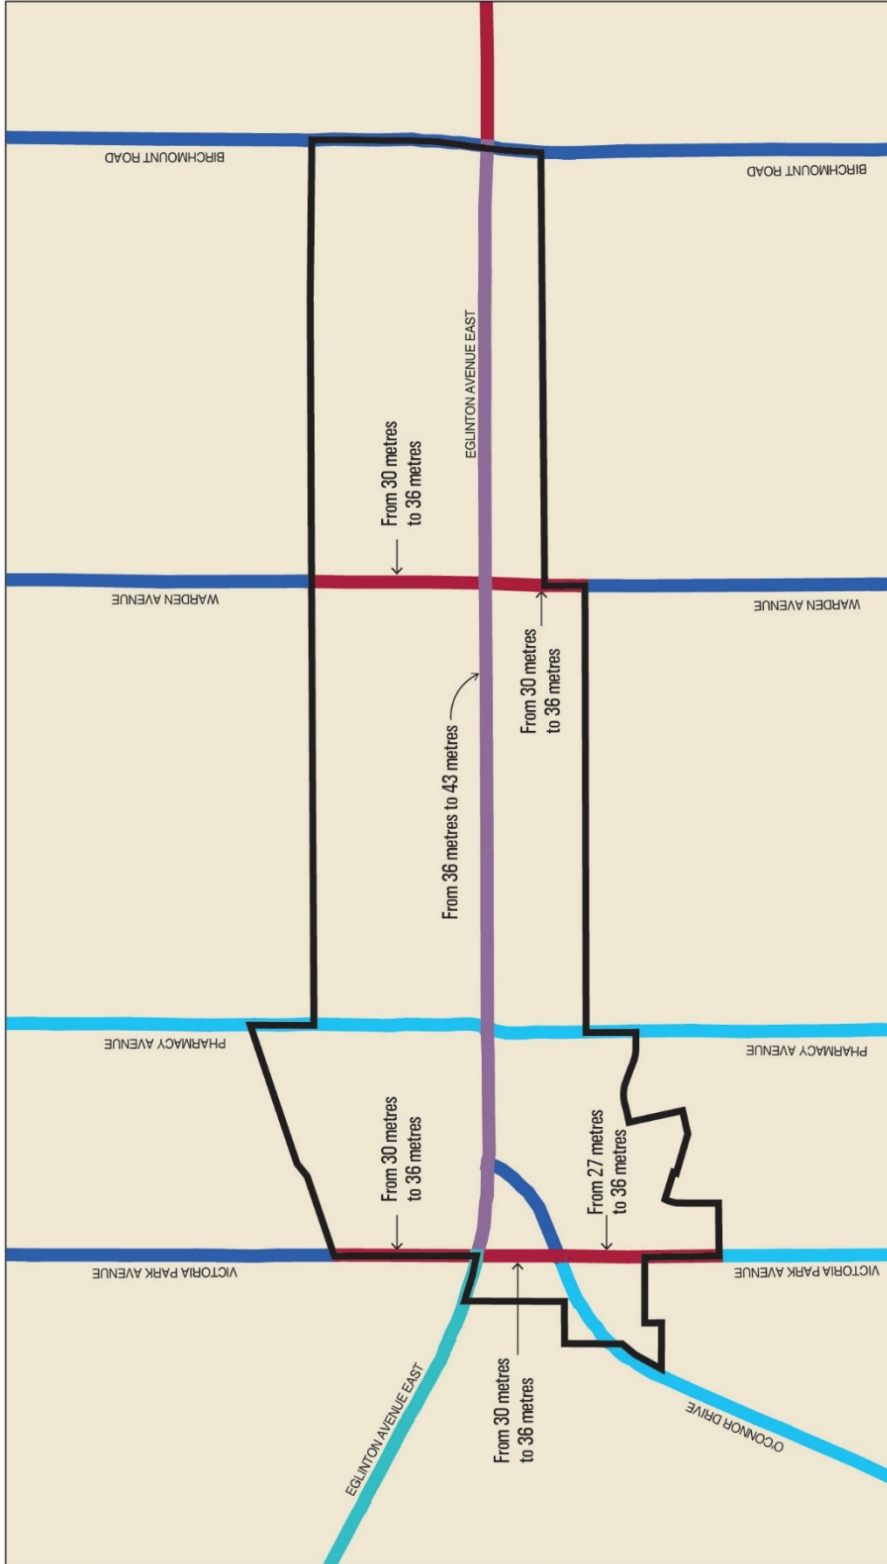 BIRCHMOUNT ROAD
BIRCHMOUNT ROAD
EGLINTON AVENUE EAST
From 30 metres
to 36 metres
WARDEN AVENUE
WARDEN AVENUE
From 30 metres
to 36 metres
From 36 metres to 43 metres
PHARMACY AVENUE
PHARMACY AVENUE
From 30 metres
to 36 metres
From 27 metres
to 36 metres
VICTORIA PARK AVENUE
VICTORIA PARK AVENUE
From 30 metres
to 36 metres
EGLINTON AVENUE EAST
O'CONNOR DRIVE